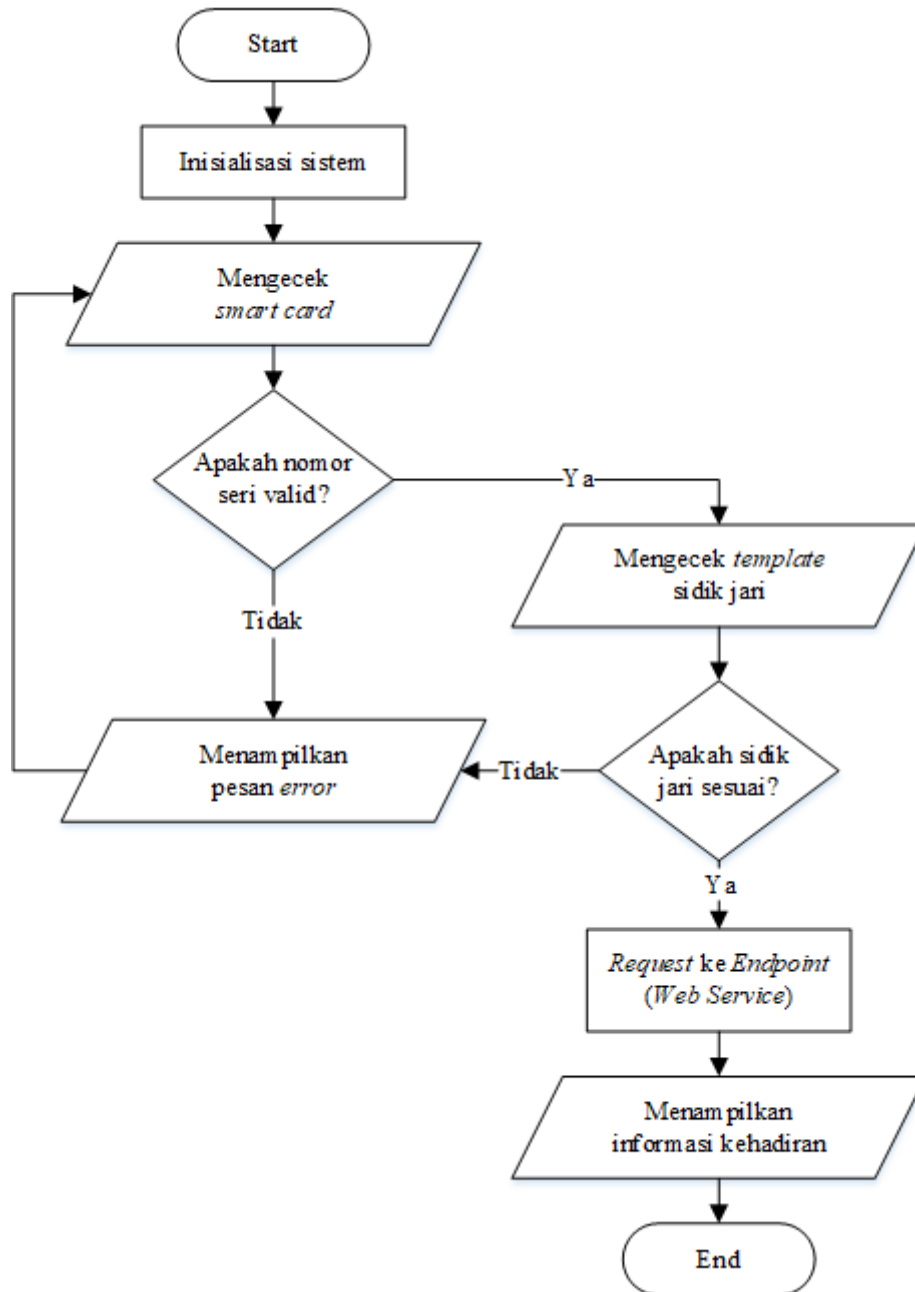 Start
Inisialisasi sistem
Mengecek
smart card
Apakah nomor
seri valid?
Ya
Mengecek template
sidik jari
Tidak
Menampilkan
pesan error
Tidak
Apakah sidik
jari sesuai?
Ya
Request ke Endpoint
(Web Service)
Menampilkan
informasi kehadiran
End